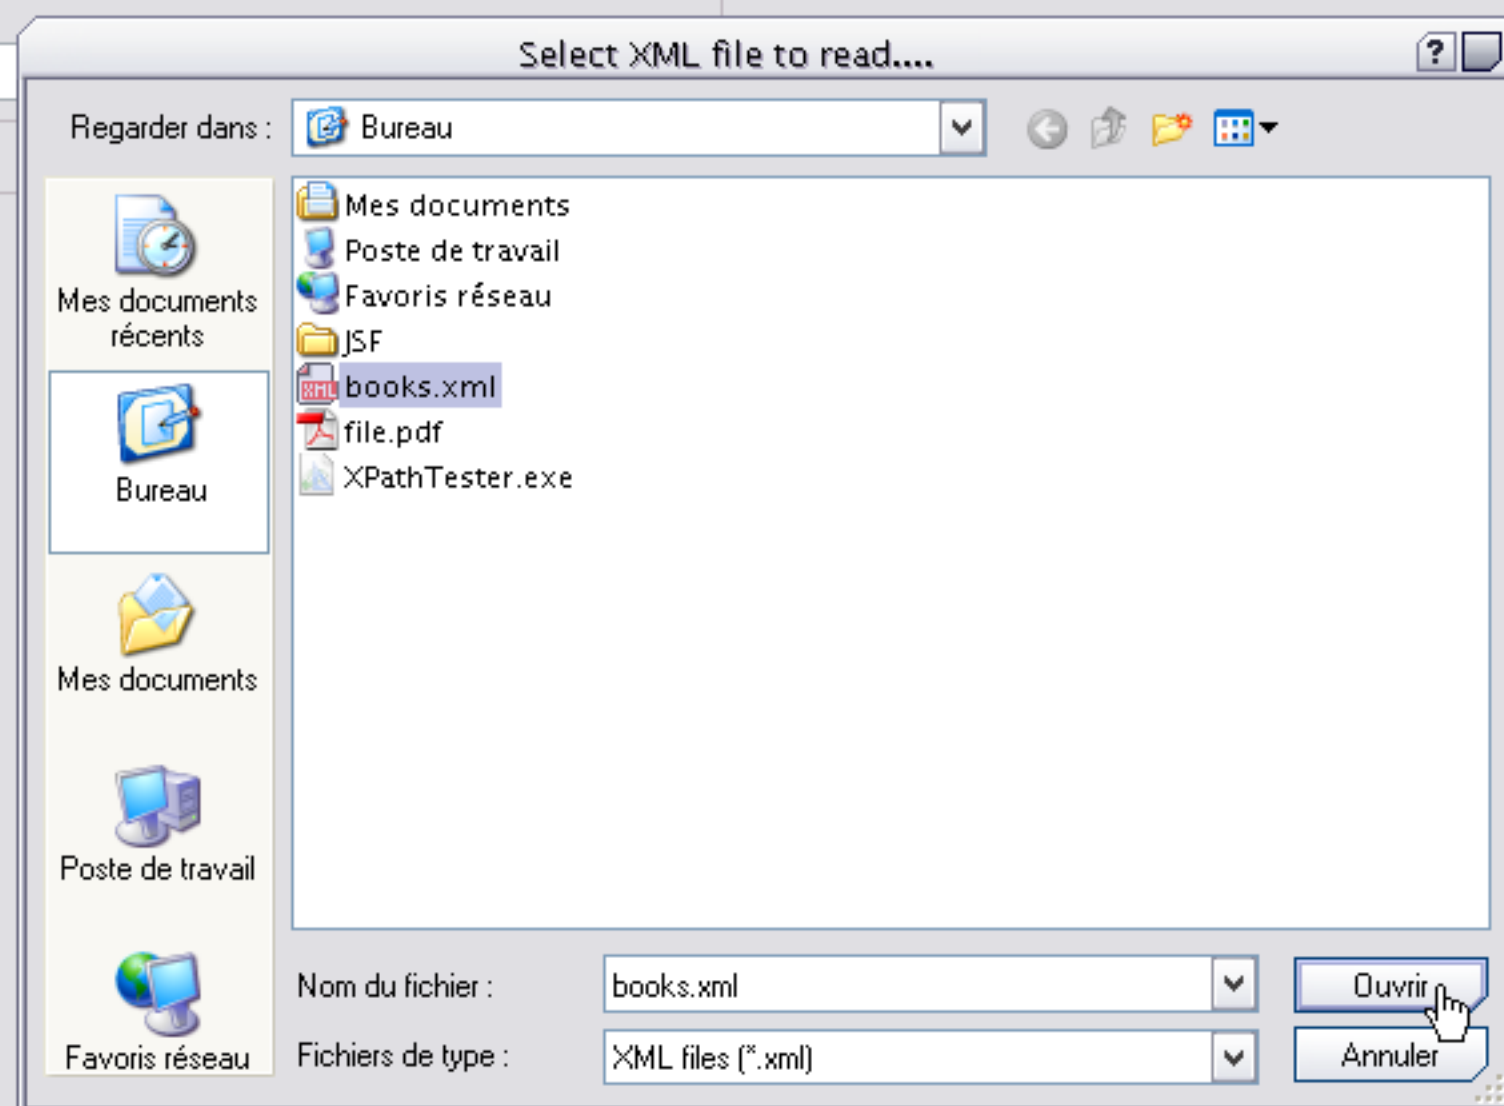 Select XML file to read....
?
Regarder dans :
Bureau
Mes documents récents
Bureau
Mes documents
Poste de travail
Favoris réseau
Mes documents
Poste de travail
Favoris réseau
JSF
XML
books.xml
file.pdf
XPathTester.exe
Nom du fichier :
books.xml
Ouvrir
Fichiers de type :
XML files (*.xml)
Annuler